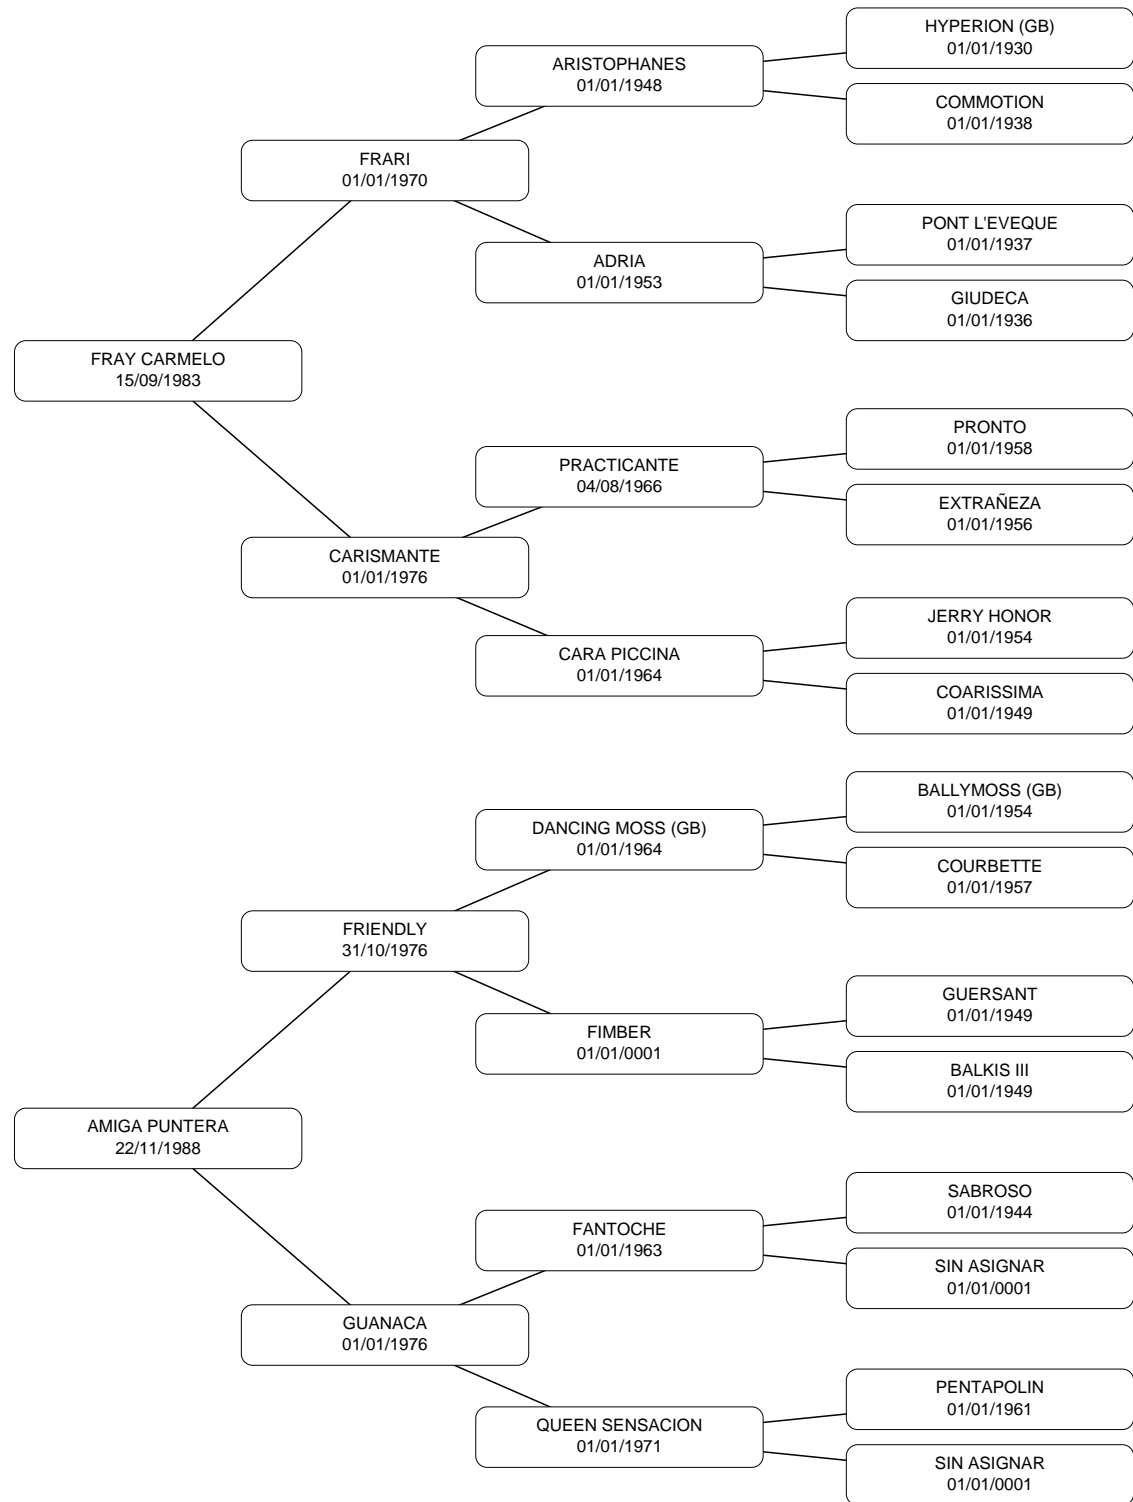 HYPERION (GB)
01/01/1930
ARISTOPHANES
01/01/1948
COMMOTION
01/01/1938
FRARI
01/01/1970
PONT L'EVEQUE
01/01/1937
ADRIA
01/01/1953
GIUDECA
01/01/1936
FRAY CARMELO
15/09/1983
PRONTO
01/01/1958
PRACTICANTE
04/08/1966
EXTRAÑEZA
01/01/1956
CARISMANTE
01/01/1976
JERRY HONOR
01/01/1954
CARA PICCINA
01/01/1964
COARISSIMA
01/01/1949
BALLYMOSS (GB)
01/01/1954
DANCING MOSS (GB)
01/01/1964
COURBETTE
01/01/1957
FRIENDLY
31/10/1976
GUERSANT
01/01/1949
FIMBER
01/01/0001
BALKIS III
01/01/1949
AMIGA PUNTERA
22/11/1988
SABROSO
01/01/1944
FANTOCHE
01/01/1963
SIN ASIGNAR
01/01/0001
GUANACA
01/01/1976
PENTAPOLIN
01/01/1961
QUEEN SENSACION
01/01/1971
SIN ASIGNAR
01/01/0001